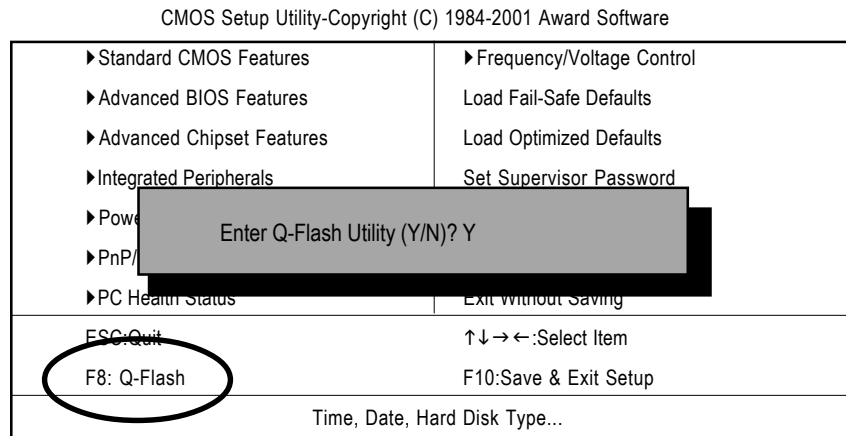 CMOS Setup Utility-Copyright (C) 1984-2001 Award Software
▶Standard CMOS Features ▶Frequency/Voltage Control
▶Advanced BIOS Features Load Fail-Safe Defaults
▶Advanced Chipset Features Load Optimized Defaults
▶Integrated Peripherals Set Supervisor Password
▶Powe
Enter Q-Flash Utility (Y/N)? Y
▶PnP/
▶PC Health Status Exit Without Saving
ESC:Quit ↑↓→←:Select Item
F8: Q-Flash F10:Save & Exit Setup
Time, Date, Hard Disk Type...